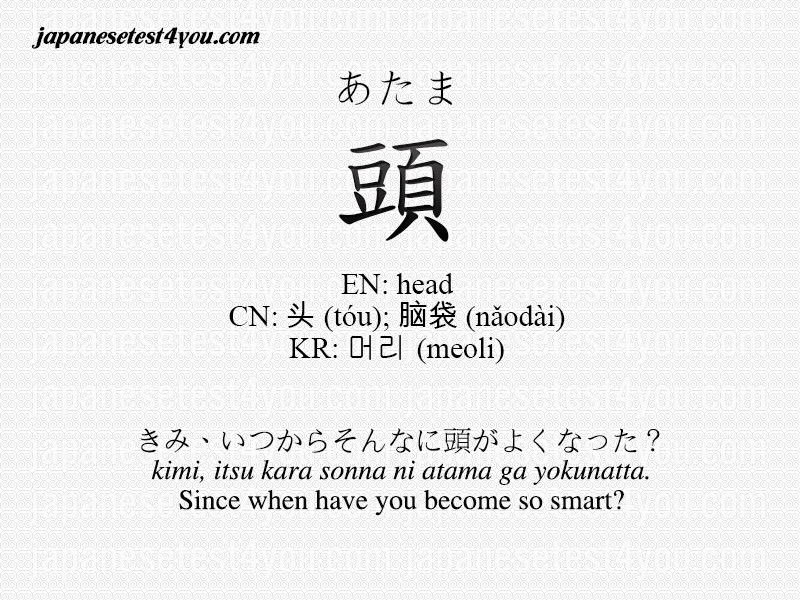 japanesetest4you.com
あたま
頭
EN: head
CN: 头 (tóu); 脑袋 (nǎodài)
KR: 머리 (meoli)
きみ、いつからそんなに頭がよくなった？
kimi, itsu kara sonna ni atama ga yokunatta.
Since when have you become so smart?